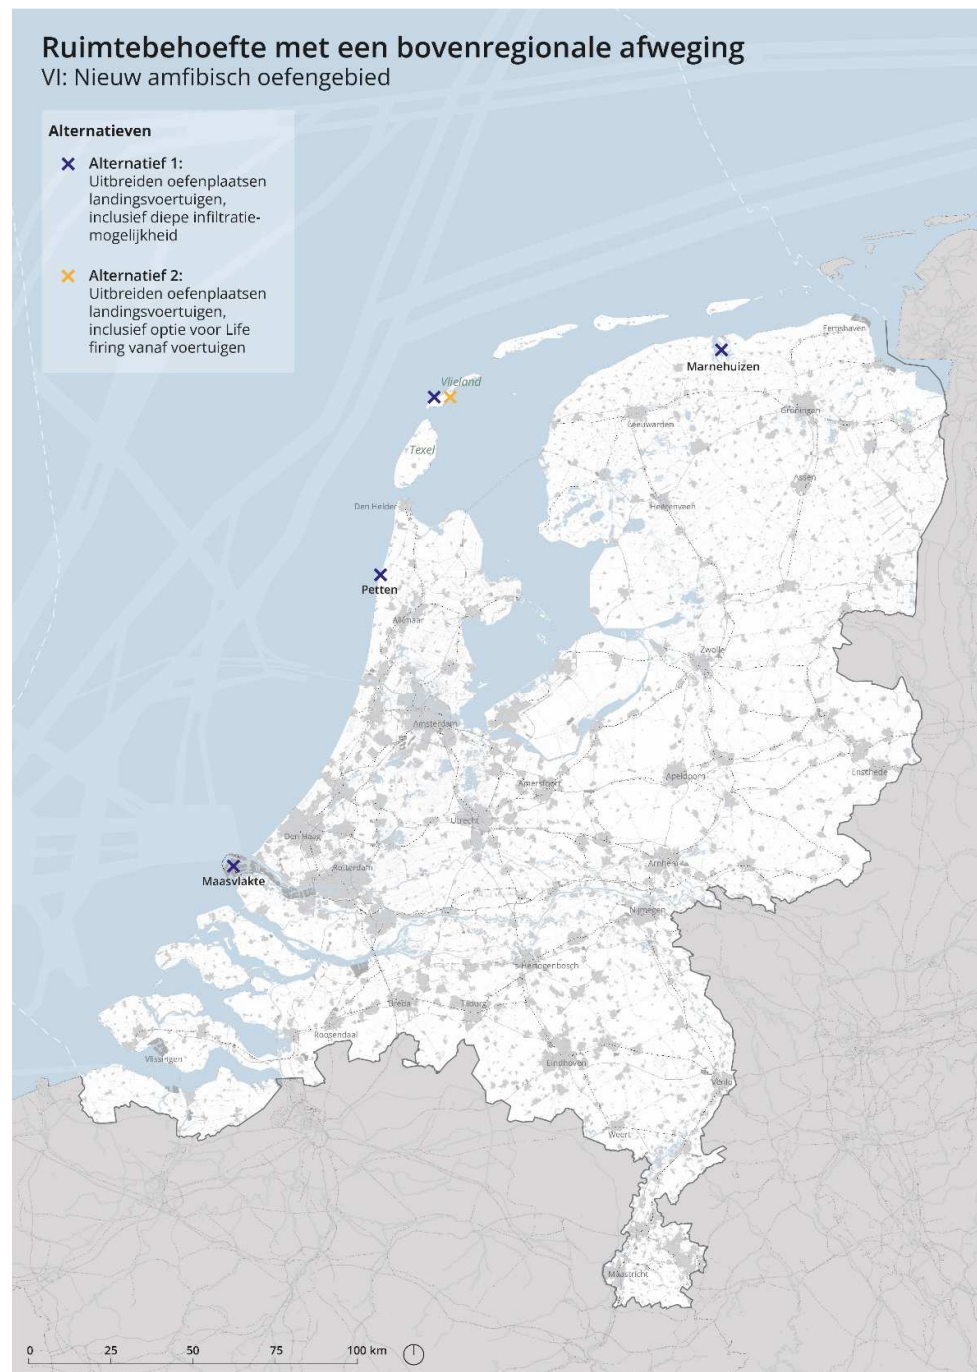 Ruimtebehoefte met een bovenregionale afweging
VI: Nieuw amfibisch oefengebied
Alternatieven
Alternatief 1:
Uitbreiden oefenplaatsen
landingsvoertuigen,
inclusief diepe infiltratie-
mogelijkheid
Alternatief 2:
Uitbreiden oefenplaatsen
landingsvoertuigen,
inclusief optie voor Life
firing vanaf voertuigen
Eemshaven
Marnehuizen
Vlieland
Groningen
Leeuwarden
Texel
Assen
Den Helder
Heerenveen
Petten
Alkmaar
Zwolle
Amsterdam
Enschede
Apeldoorn
Amersfoort
Utrecht
Den Haag
Arnhem
Rotterdam
Maasvlakte
Nijmegen
's-Hertogenbosch
Breda
Tilburg
Roosendaal
Vlissingen
Eindhoven
Venlo
Weert
Maastricht
0 25 50 75 100 km